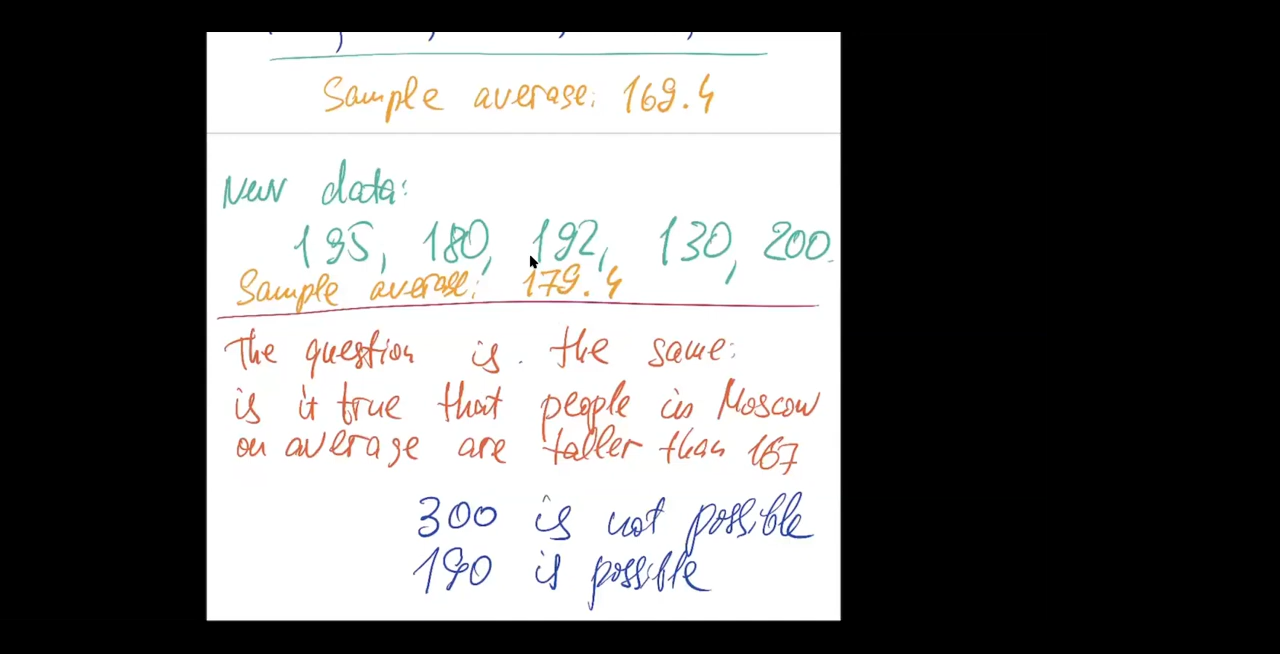 Sample average: 169.4
New data:
195, 180, 192, 130, 200.
Sample average: 179.4
The question is the same:
is it true that people in Moscow
on average are taller than 167
300 is not possible
190 is possible